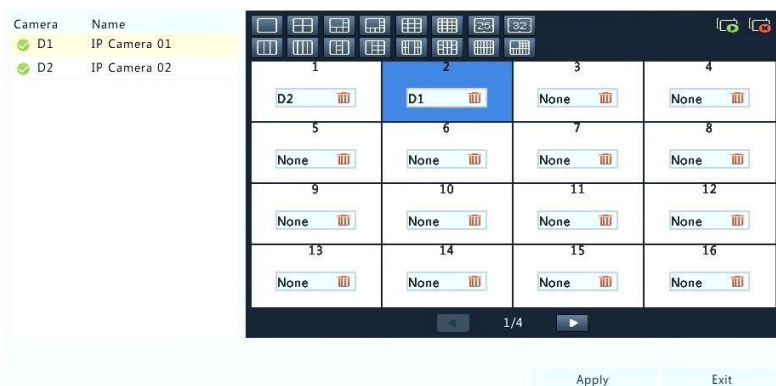 Camera Name
D1 IP Camera 01
D2 IP Camera 02
25 32
1 2 3 4
D2 D1 None None
5 6 7 8
None None None None
9 10 11 12
None None None None
13 14 15 16
None None None None
1/4
Apply Exit